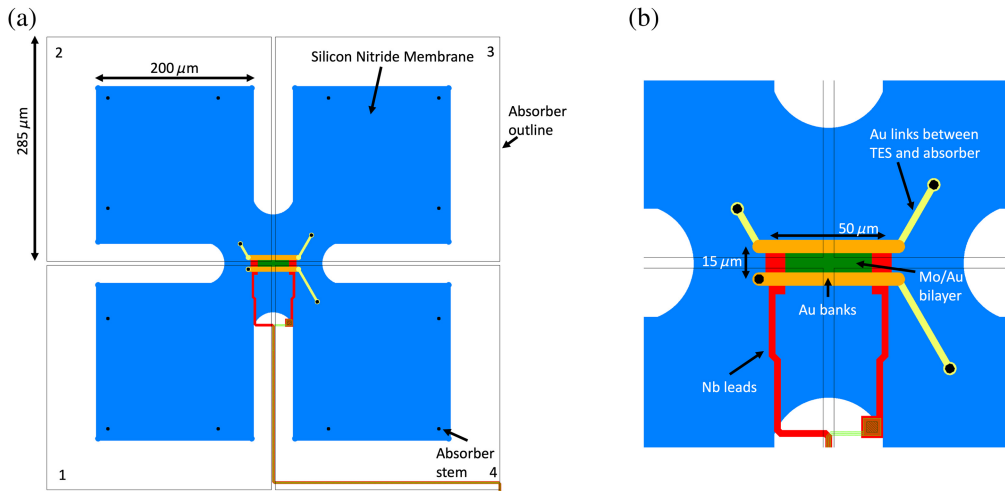 (a)
(b)
2
3
Silicon Nitride Membrane
200 μm
285 μm
Absorber
outline
1
4
Absorber
stem
Au links between
TES and absorber
50 μm
15 μm
Mo/Au
bilayer
Au banks
Nb leads